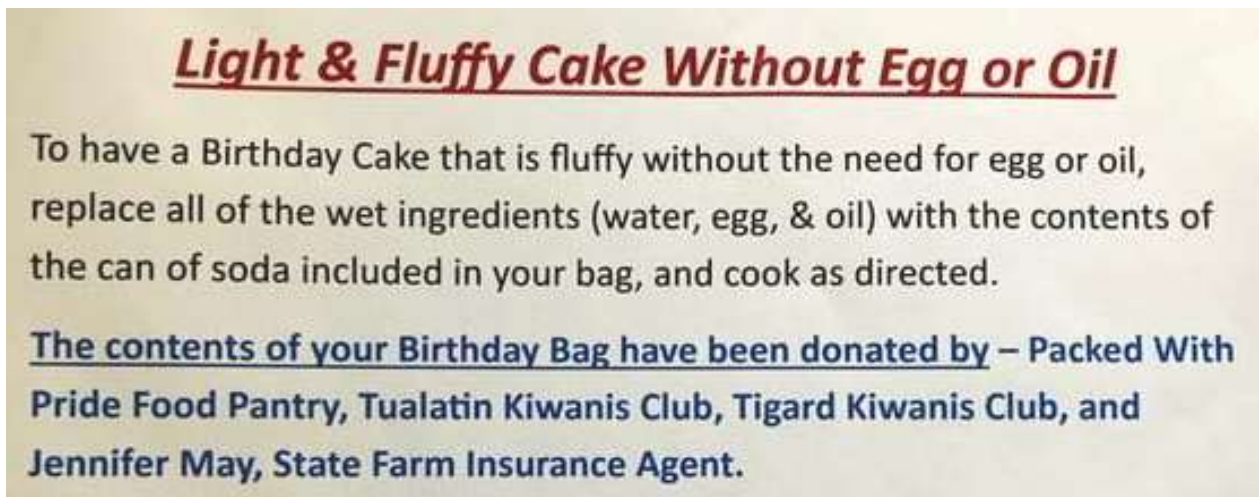 Light & Fluffy Cake Without Egg or Oil
To have a Birthday Cake that is fluffy without the need for egg or oil,
replace all of the wet ingredients (water, egg, & oil) with the contents of
the can of soda included in your bag, and cook as directed.
The contents of your Birthday Bag have been donated by – Packed With
Pride Food Pantry, Tualatin Kiwanis Club, Tigard Kiwanis Club, and
Jennifer May, State Farm Insurance Agent.